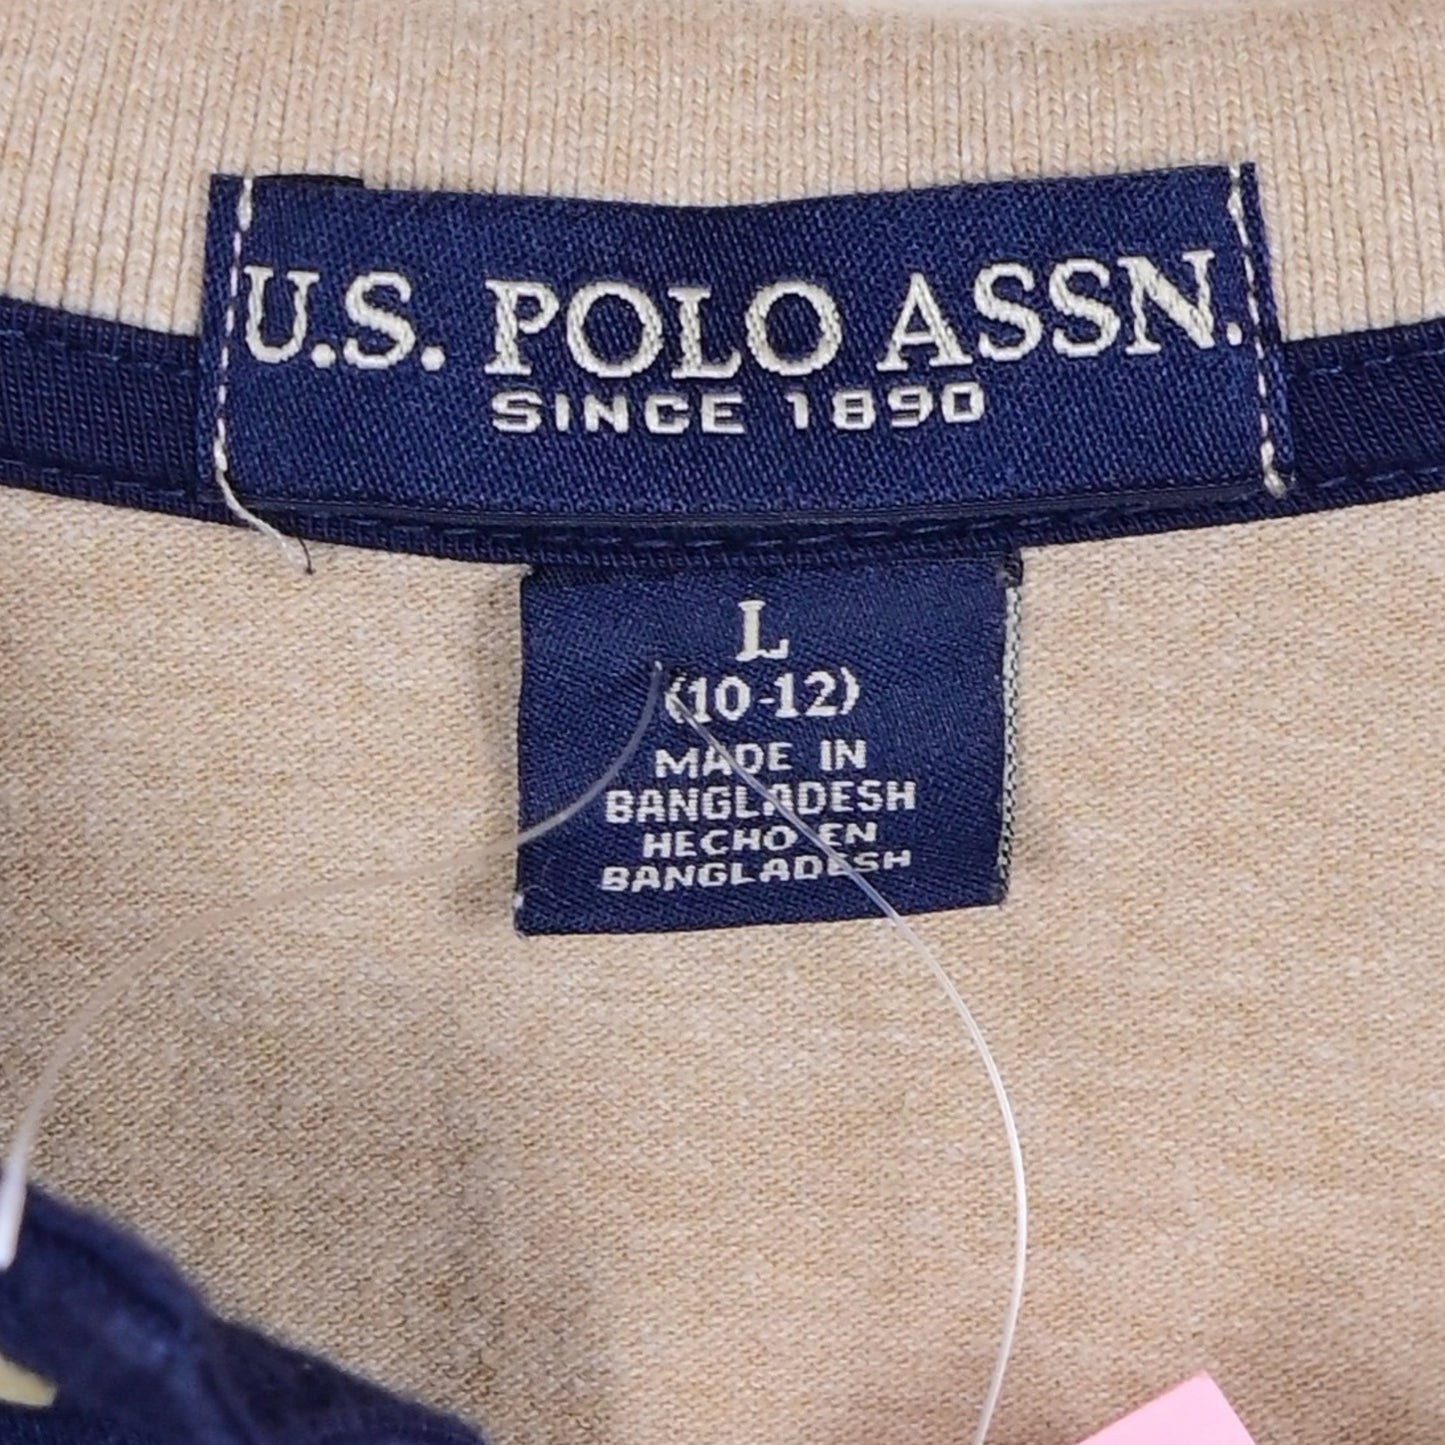 U.S. POLO ASSN.
SINCE 1890
L
(10-12)
MADE IN
BANGLADESH
HECHO EN
BANGLADESH